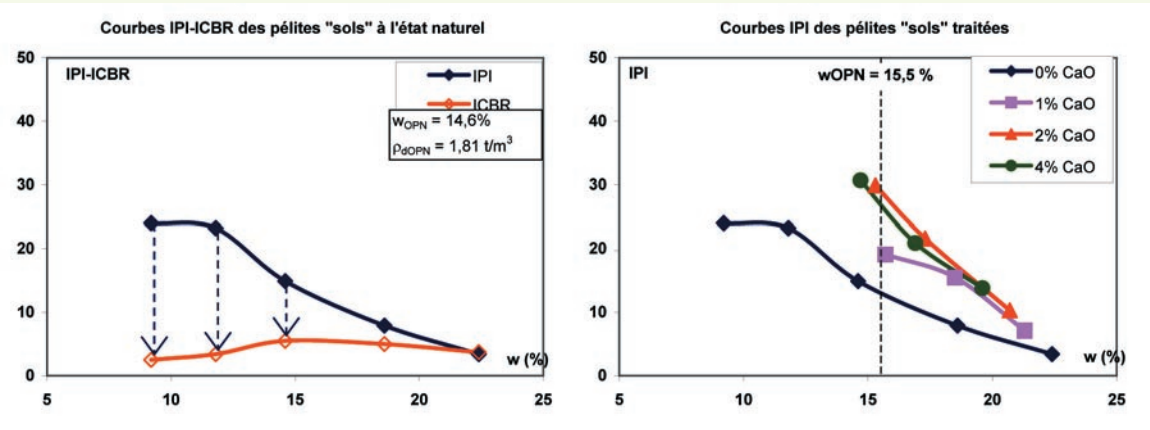 Courbes IPI-ICBR des pélites "sols" à l'état naturel
50
IPI-ICBR
IPI
ICBR
wOPN = 14,6%
ρdOPN = 1,81 t/m³
40
30
20
10
0
w (%)
5
10
15
20
25
Courbes IPI des pélites "sols" traitées
50
IPI
wOPN = 15,5 %
0% CaO
1% CaO
2% CaO
4% CaO
40
30
20
10
0
w (%)
5
10
15
20
25